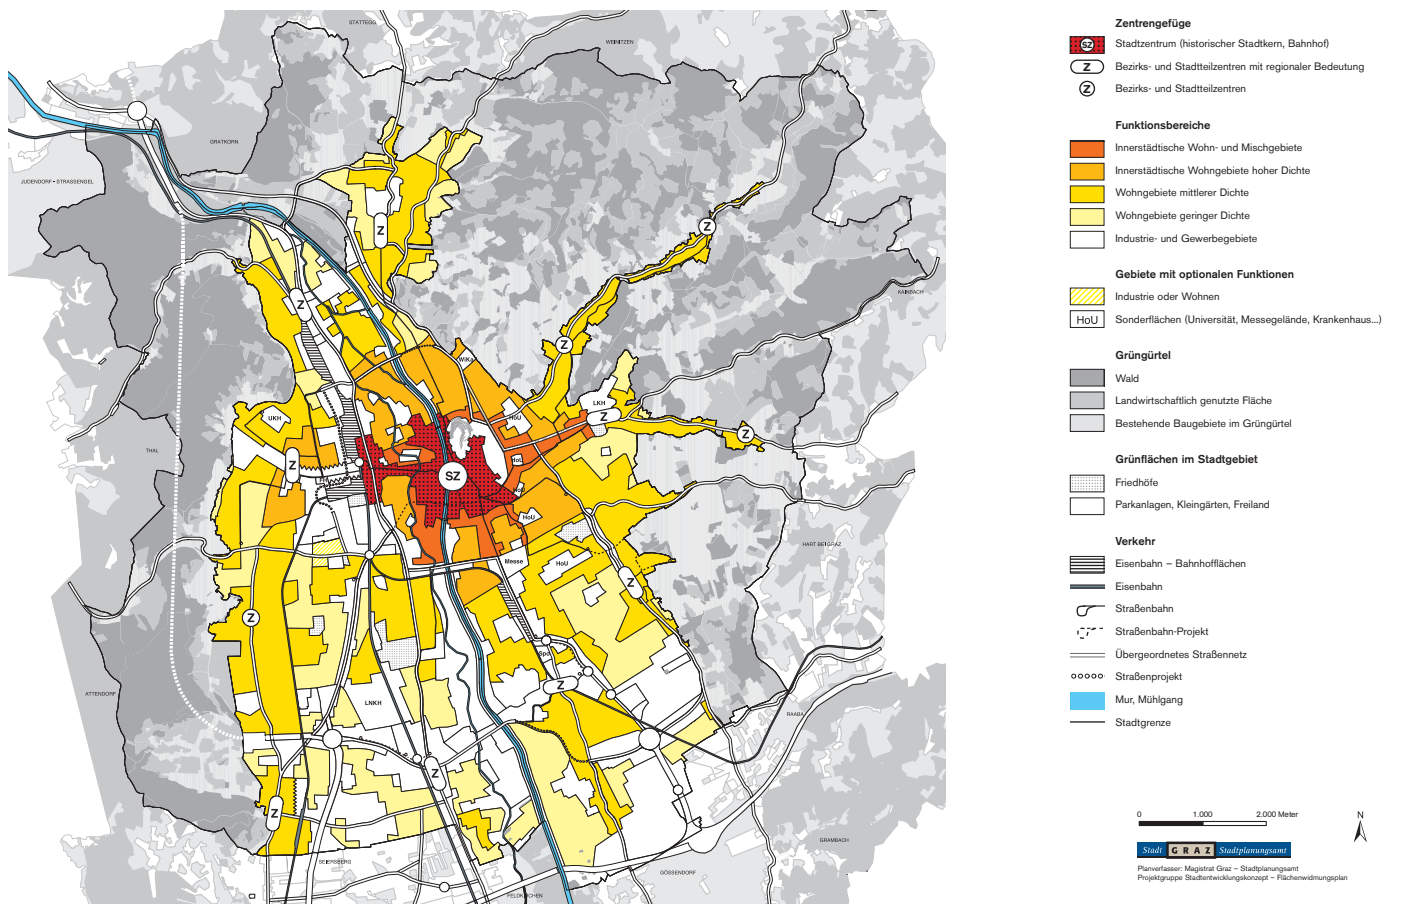 STATTEGG
WEINITZEN
GRATKORN
JUDENDORF - STRASSENGEL
Z
Z
KAINBACH
Z
Z
WIKu
LKH
UKH
HoU
Z
Z
THAL
Z
SZ
HoU
HoU
HoU
HART BEI GRAZ
Messe
HoU
Z
Z
Spo
Z
ATTENDORF
LNKH
RAABA
Z
Z
GRAMBACH
SEIERSBERG
GÖSSENDORF
FELDKIRCHEN
Zentrengefüge
SZ Stadtzentrum (historischer Stadtkern, Bahnhof)
Z Bezirks- und Stadtteilzentren mit regionaler Bedeutung
Z Bezirks- und Stadtteilzentren
Funktionsbereiche
Innerstädtische Wohn- und Mischgebiete
Innerstädtische Wohngebiete hoher Dichte
Wohngebiete mittlerer Dichte
Wohngebiete geringer Dichte
Industrie- und Gewerbegebiete
Gebiete mit optionalen Funktionen
Industrie oder Wohnen
HoU Sonderflächen (Universität, Messegelände, Krankenhaus...)
Grüngürtel
Wald
Landwirtschaftlich genutzte Fläche
Bestehende Baugebiete im Grüngürtel
Grünflächen im Stadtgebiet
Friedhöfe
Parkanlagen, Kleingärten, Freiland
Verkehr
Eisenbahn – Bahnhofflächen
Eisenbahn
Straßenbahn
Straßenbahn-Projekt
Übergeordnetes Straßennetz
Straßenprojekt
Mur, Mühlgang
Stadtgrenze
0 1.000 2.000 Meter
N
Stadt GRAZ Stadtplanungsamt
Planverfasser: Magistrat Graz – Stadtplanungsamt
Projektgruppe Stadtentwicklungskonzept – Flächenwidmungsplan